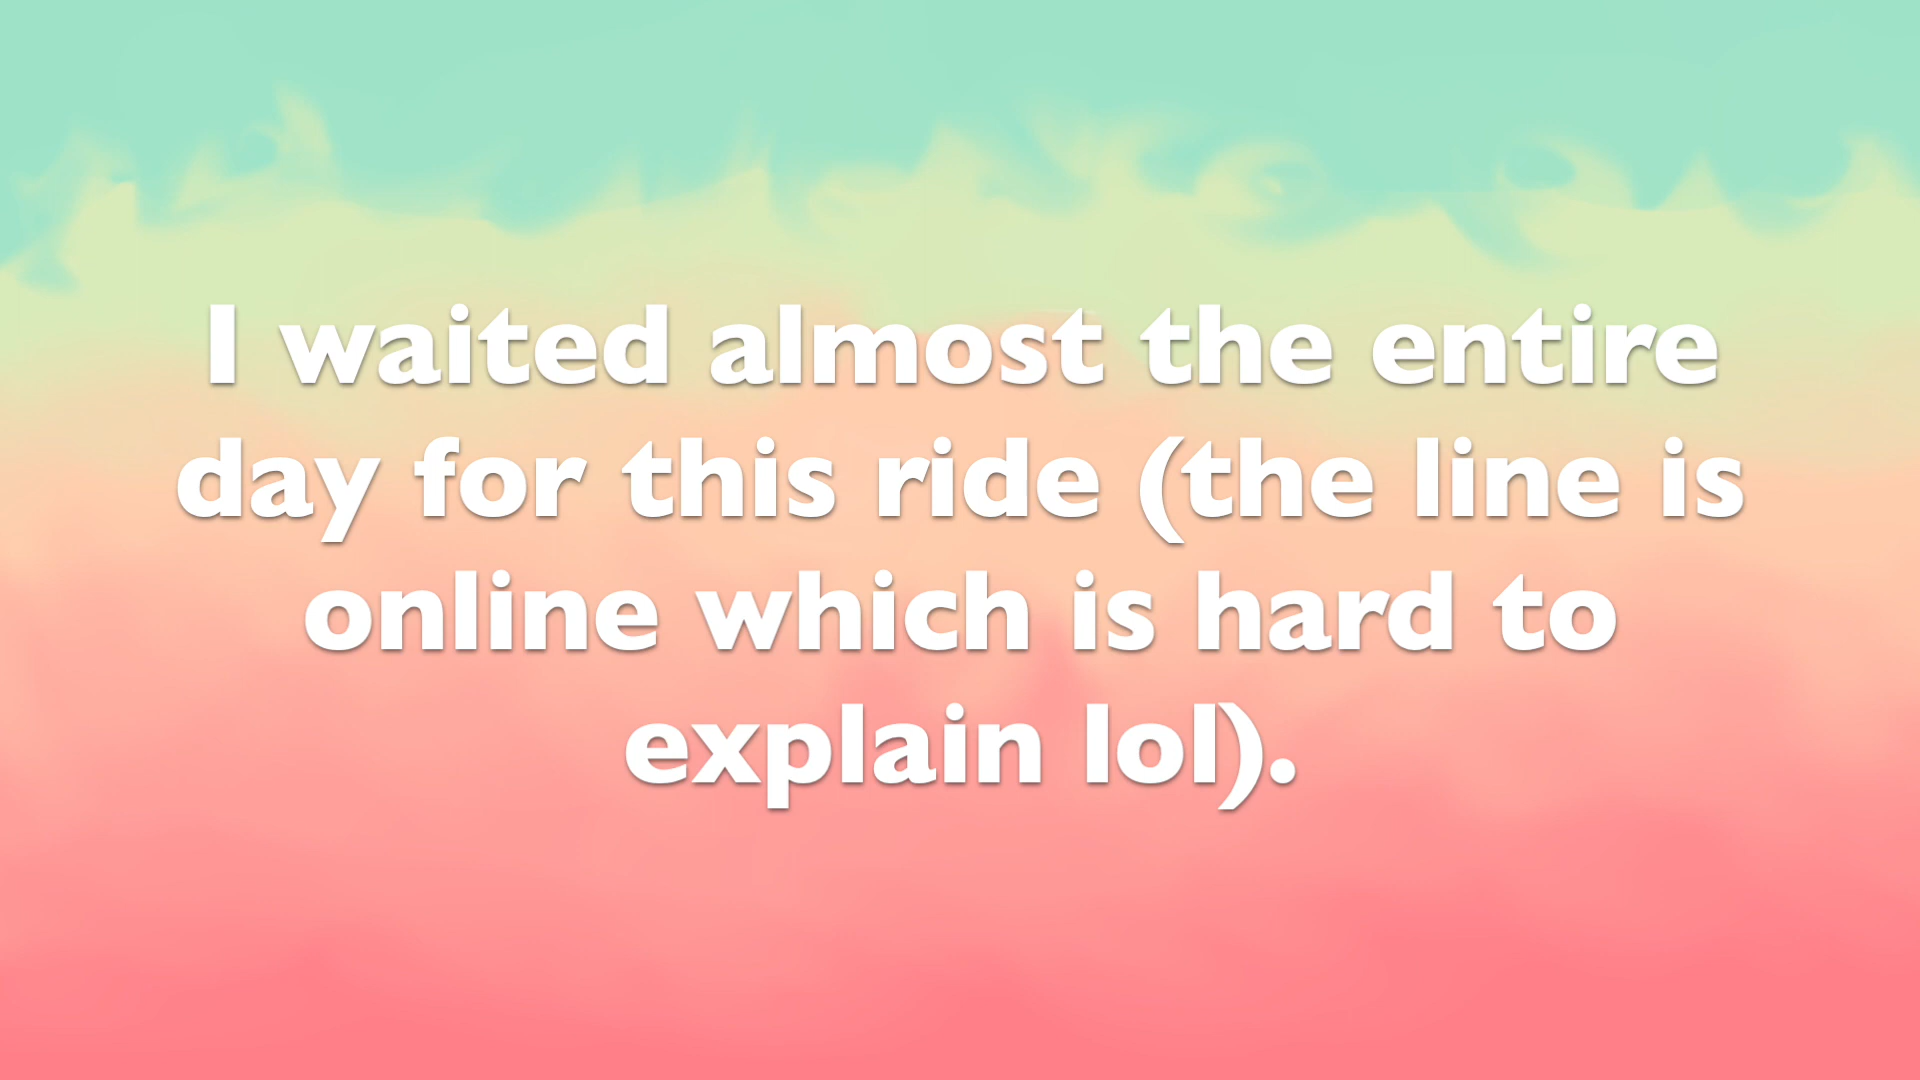 I waited almost the entire
day for this ride (the line is
online which is hard to
explain lol).